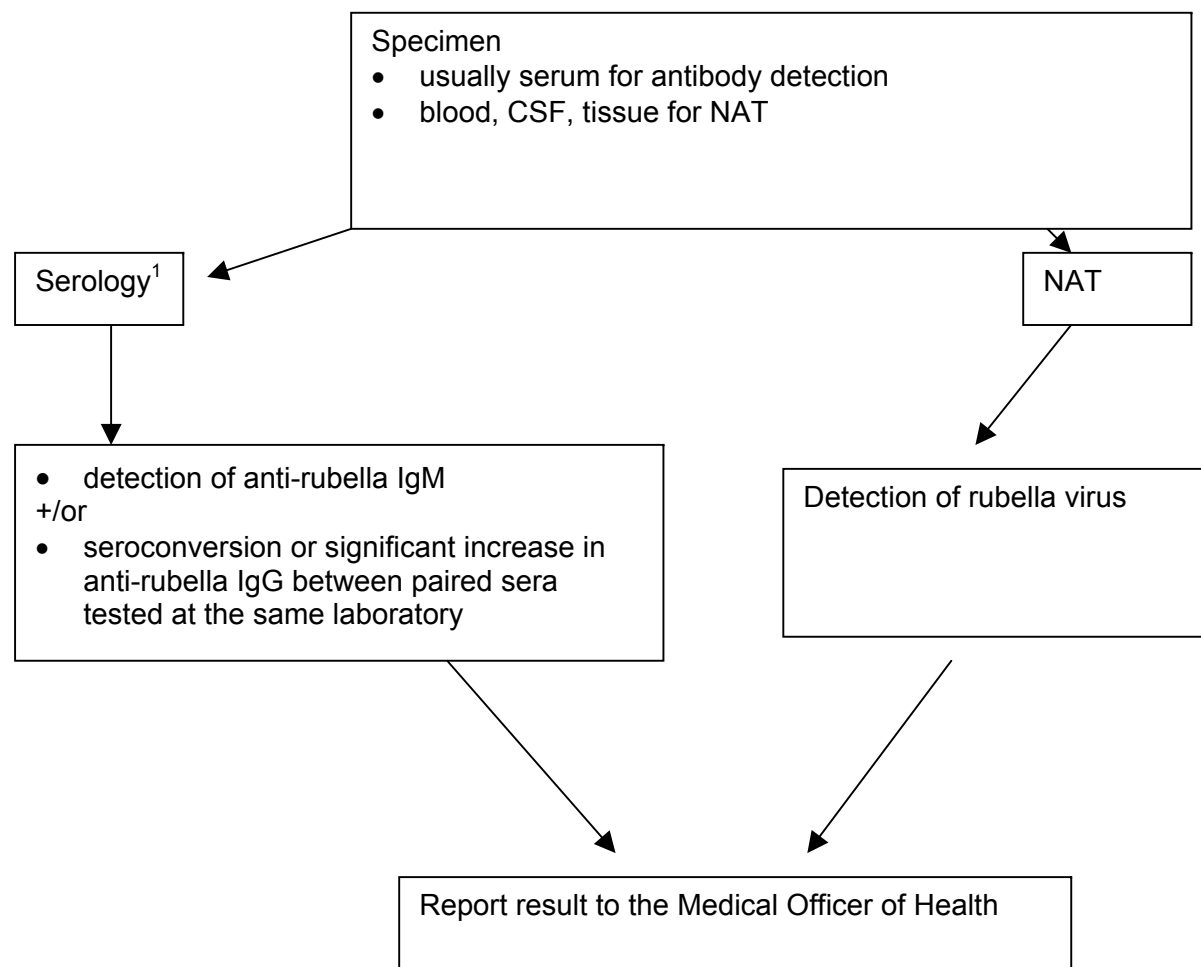 Specimen
• usually serum for antibody detection
• blood, CSF, tissue for NAT
Serology¹
NAT
• detection of anti-rubella IgM
+/or
• seroconversion or significant increase in
anti-rubella IgG between paired sera
tested at the same laboratory
Detection of rubella virus
Report result to the Medical Officer of Health